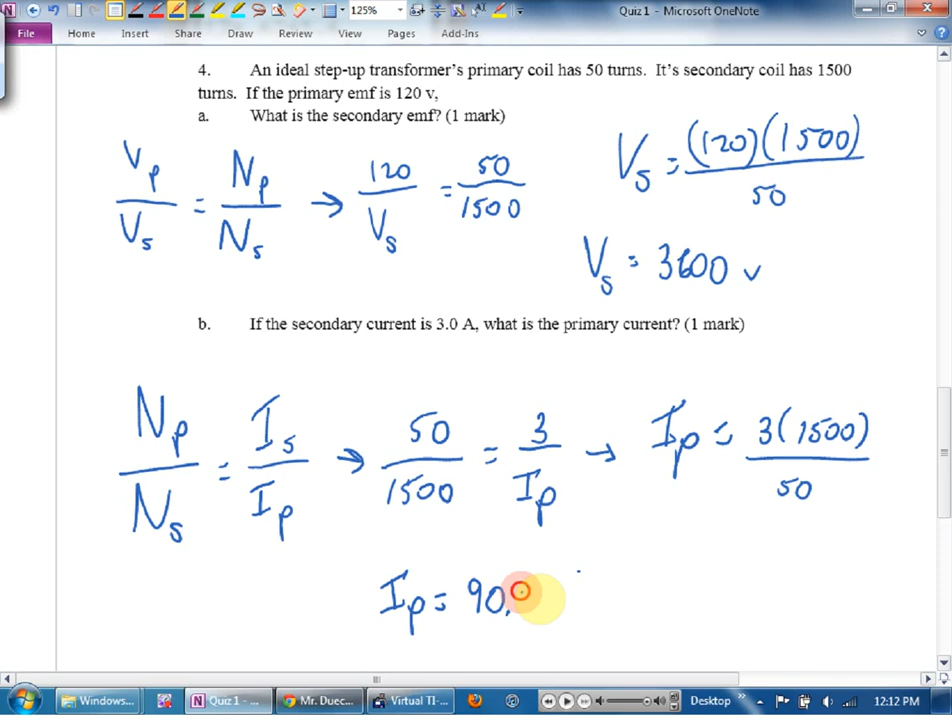 Quiz 1 - Microsoft OneNote
125%
File Home Insert Share Draw Review View Pages Add-Ins
4. An ideal step-up transformer's primary coil has 50 turns. It's secondary coil has 1500
turns. If the primary emf is 120 v,
a. What is the secondary emf? (1 mark)
Vp/Vs = Np/Ns → 120/Vs = 50/1500
Vs = (120)(1500)/50
Vs = 3600 v
b. If the secondary current is 3.0 A, what is the primary current? (1 mark)
Np/Ns = Is/Ip → 50/1500 = 3/Ip → Ip = 3(1500)/50
Ip = 90.
Windows... Quiz 1 - ... Mr. Duec... Virtual TI-... Desktop 12:12 PM